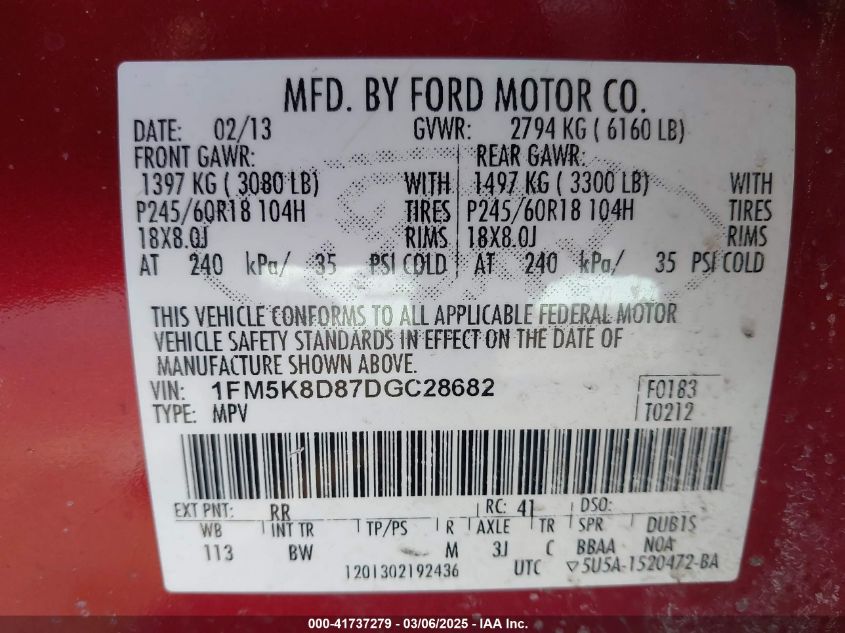 MFD. BY FORD MOTOR CO.
DATE: 02/13 GVWR: 2794 KG ( 6160 LB)
FRONT GAWR: REAR GAWR:
1397 KG ( 3080 LB) WITH 1497 KG ( 3300 LB) WITH
P245/60R18 104H TIRES P245/60R18 104H TIRES
18X8.0J RIMS 18X8.0J RIMS
AT 240 kPa/ 35 PSI COLD AT 240 kPa/ 35 PSI COLD
THIS VEHICLE CONFORMS TO ALL APPLICABLE FEDERAL MOTOR
VEHICLE SAFETY STANDARDS IN EFFECT ON THE DATE OF
MANUFACTURE SHOWN ABOVE.
VIN: 1FM5K8D87DGC28682 F0183
TYPE: MPV T0212
EXT PNT: RR RC: 41 DSO:
WB INT TR TP/PS R AXLE TR SPR DUB1S
113 BW M 3J C BBAA N0A
1201302192436 UTC ▽5U5A-1520472-BA
000-41737279 - 03/06/2025 - IAA Inc.